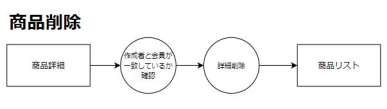 商品削除
商品詳細
作成者と会員が
一致しているか
確認
詳細削除
商品リスト